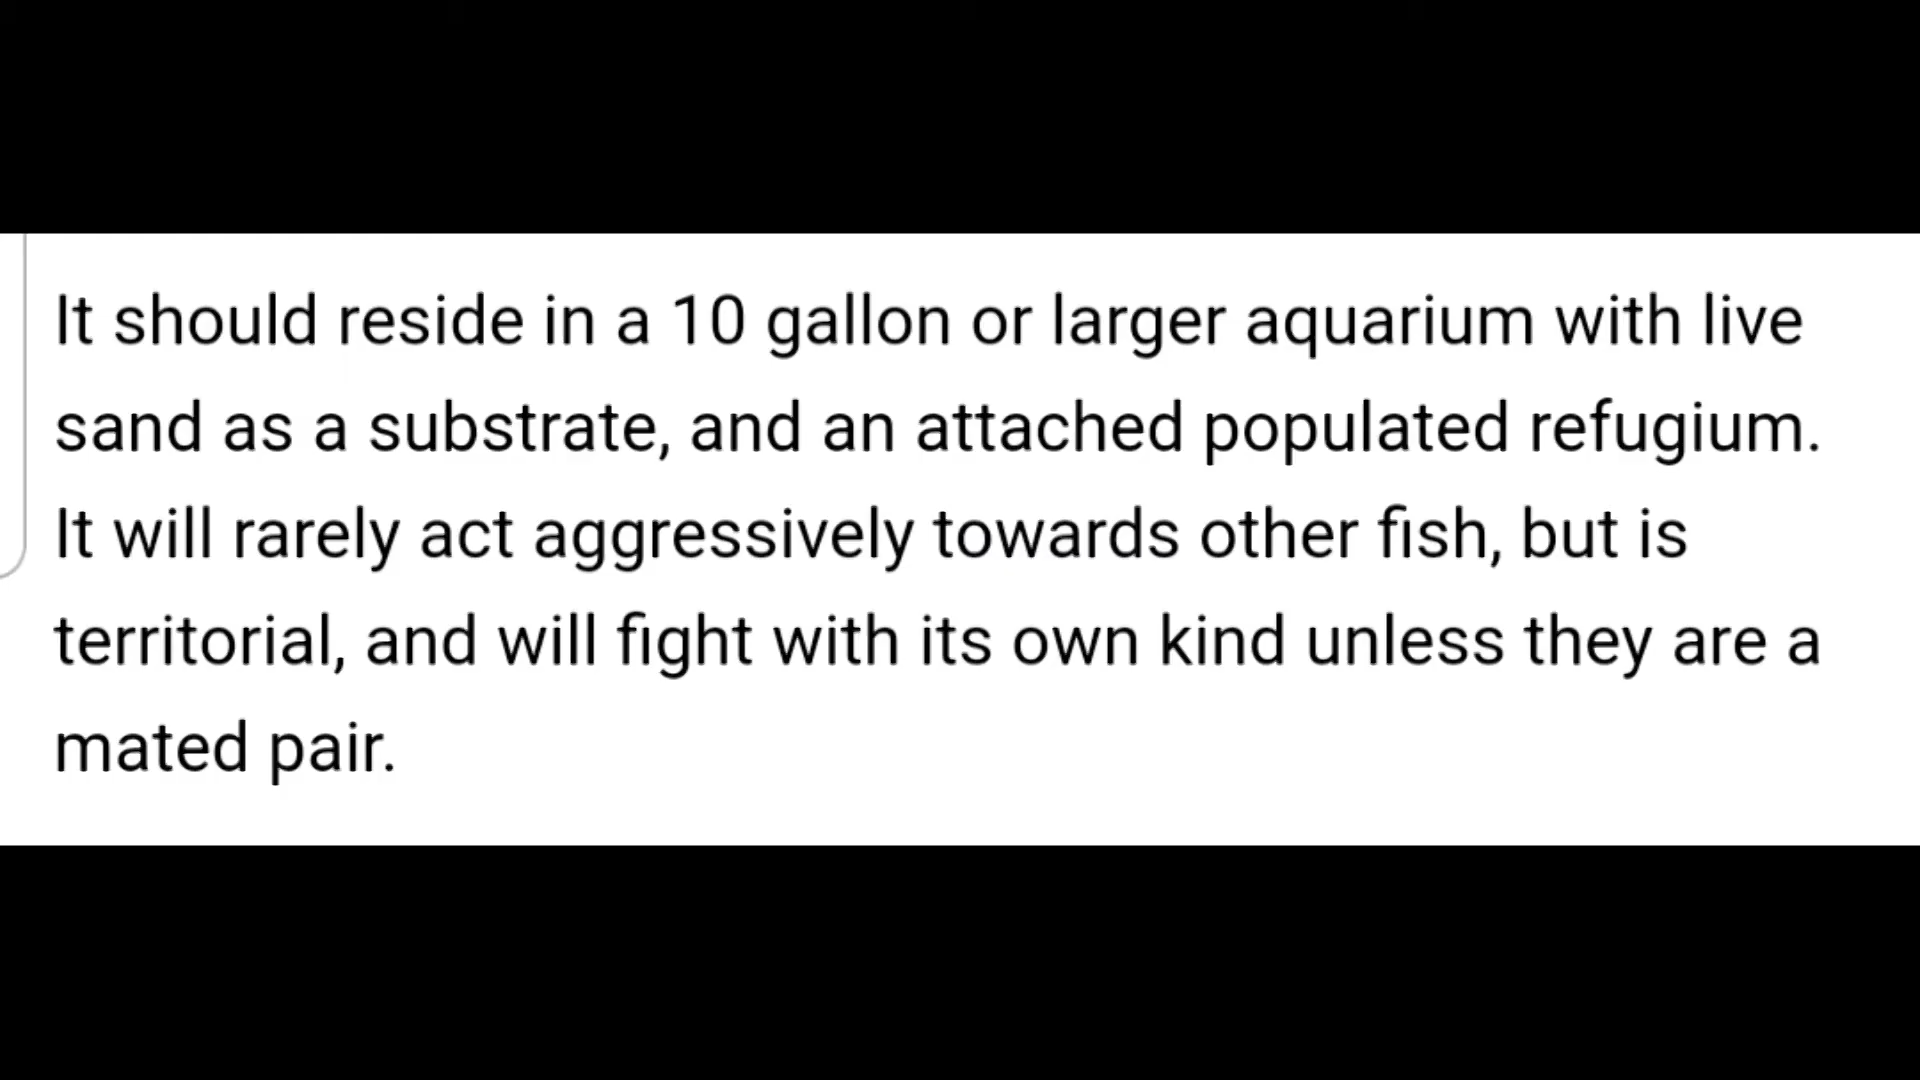 It should reside in a 10 gallon or larger aquarium with live
sand as a substrate, and an attached populated refugium.
It will rarely act aggressively towards other fish, but is
territorial, and will fight with its own kind unless they are a
mated pair.